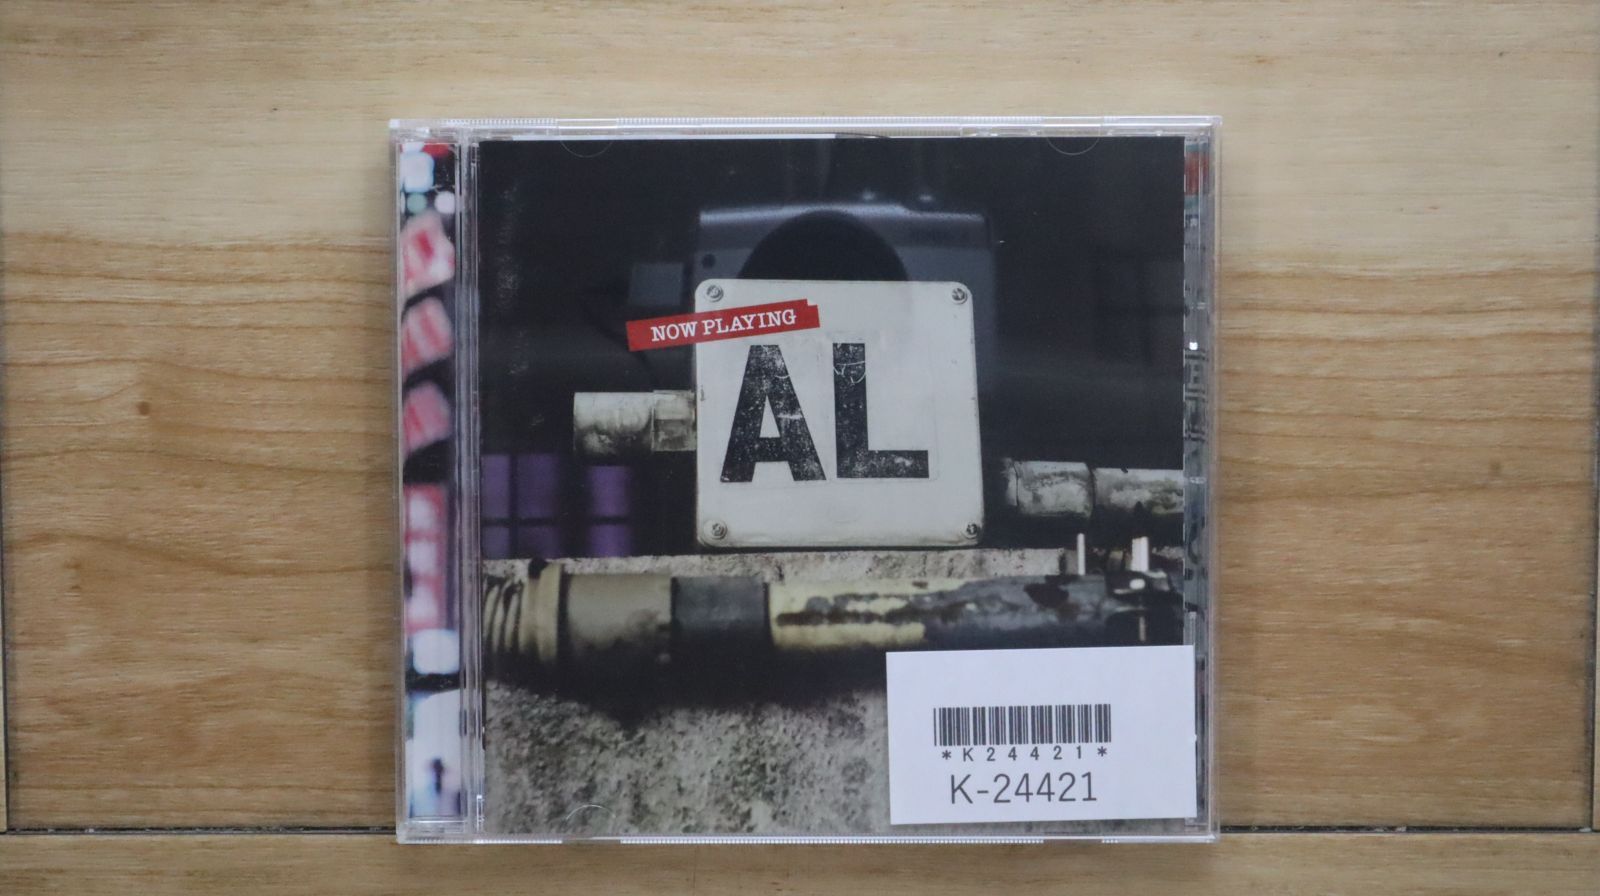 NOW PLAYING
AL
*K24421*
K-24421